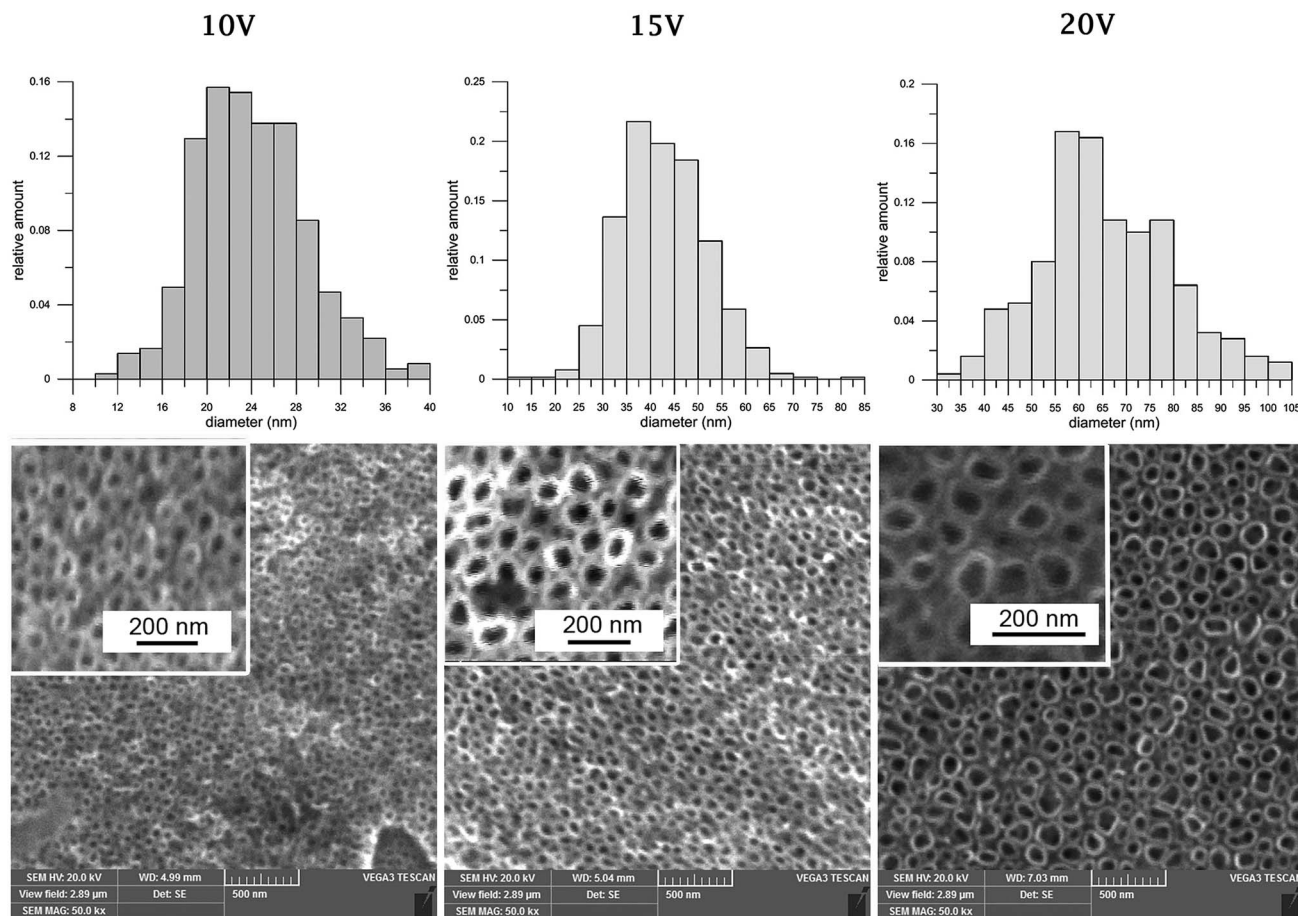 10V
15V
20V
0.16
0.12
0.08
0.04
0
relative amount
8 12 16 20 24 28 32 36 40
diameter (nm)
0.25
0.2
0.15
0.1
0.05
0
relative amount
10 15 20 25 30 35 40 45 50 55 60 65 70 75 80 85
diameter (nm)
0.2
0.16
0.12
0.08
0.04
0
relative amount
30 35 40 45 50 55 60 65 70 75 80 85 90 95 100 105
diameter (nm)
200 nm
200 nm
200 nm
SEM HV: 20.0 kV WD: 4.99 mm VEGA3 TESCAN
View field: 2.89 µm Det: SE 500 nm
SEM MAG: 50.0 kx
SEM HV: 20.0 kV WD: 5.04 mm VEGA3 TESCAN
View field: 2.89 µm Det: SE 500 nm
SEM MAG: 50.0 kx
SEM HV: 20.0 kV WD: 7.03 mm VEGA3 TESCAN
View field: 2.89 µm Det: SE 500 nm
SEM MAG: 50.0 kx